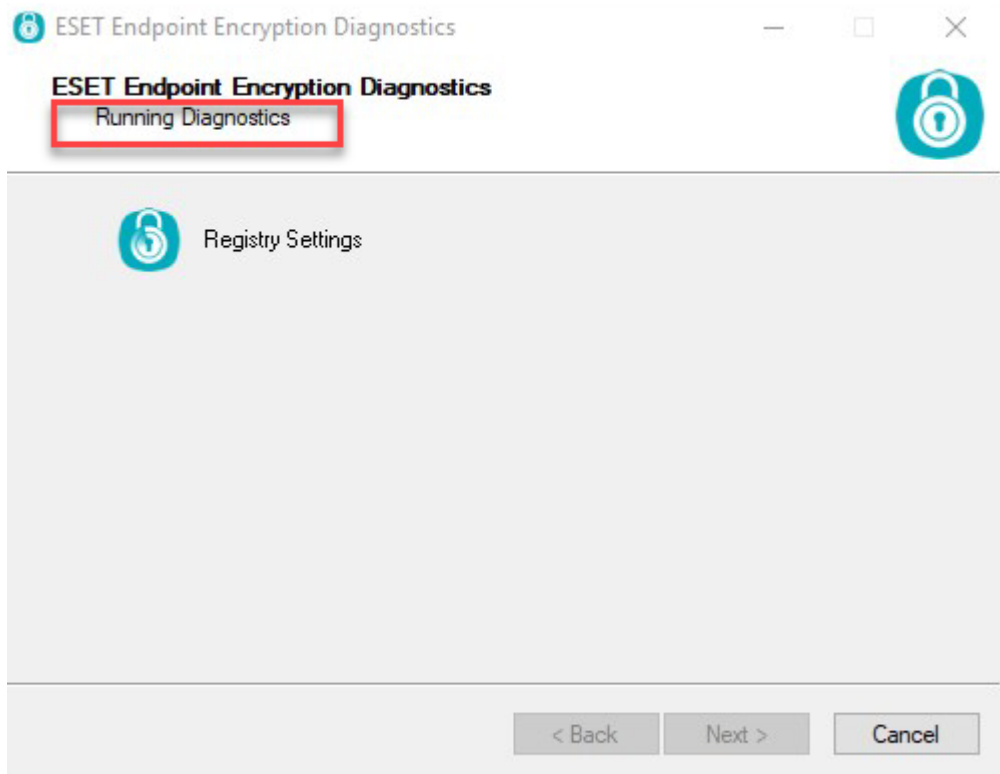 ESET Endpoint Encryption Diagnostics
ESET Endpoint Encryption Diagnostics
Running Diagnostics
Registry Settings
< Back Next > Cancel